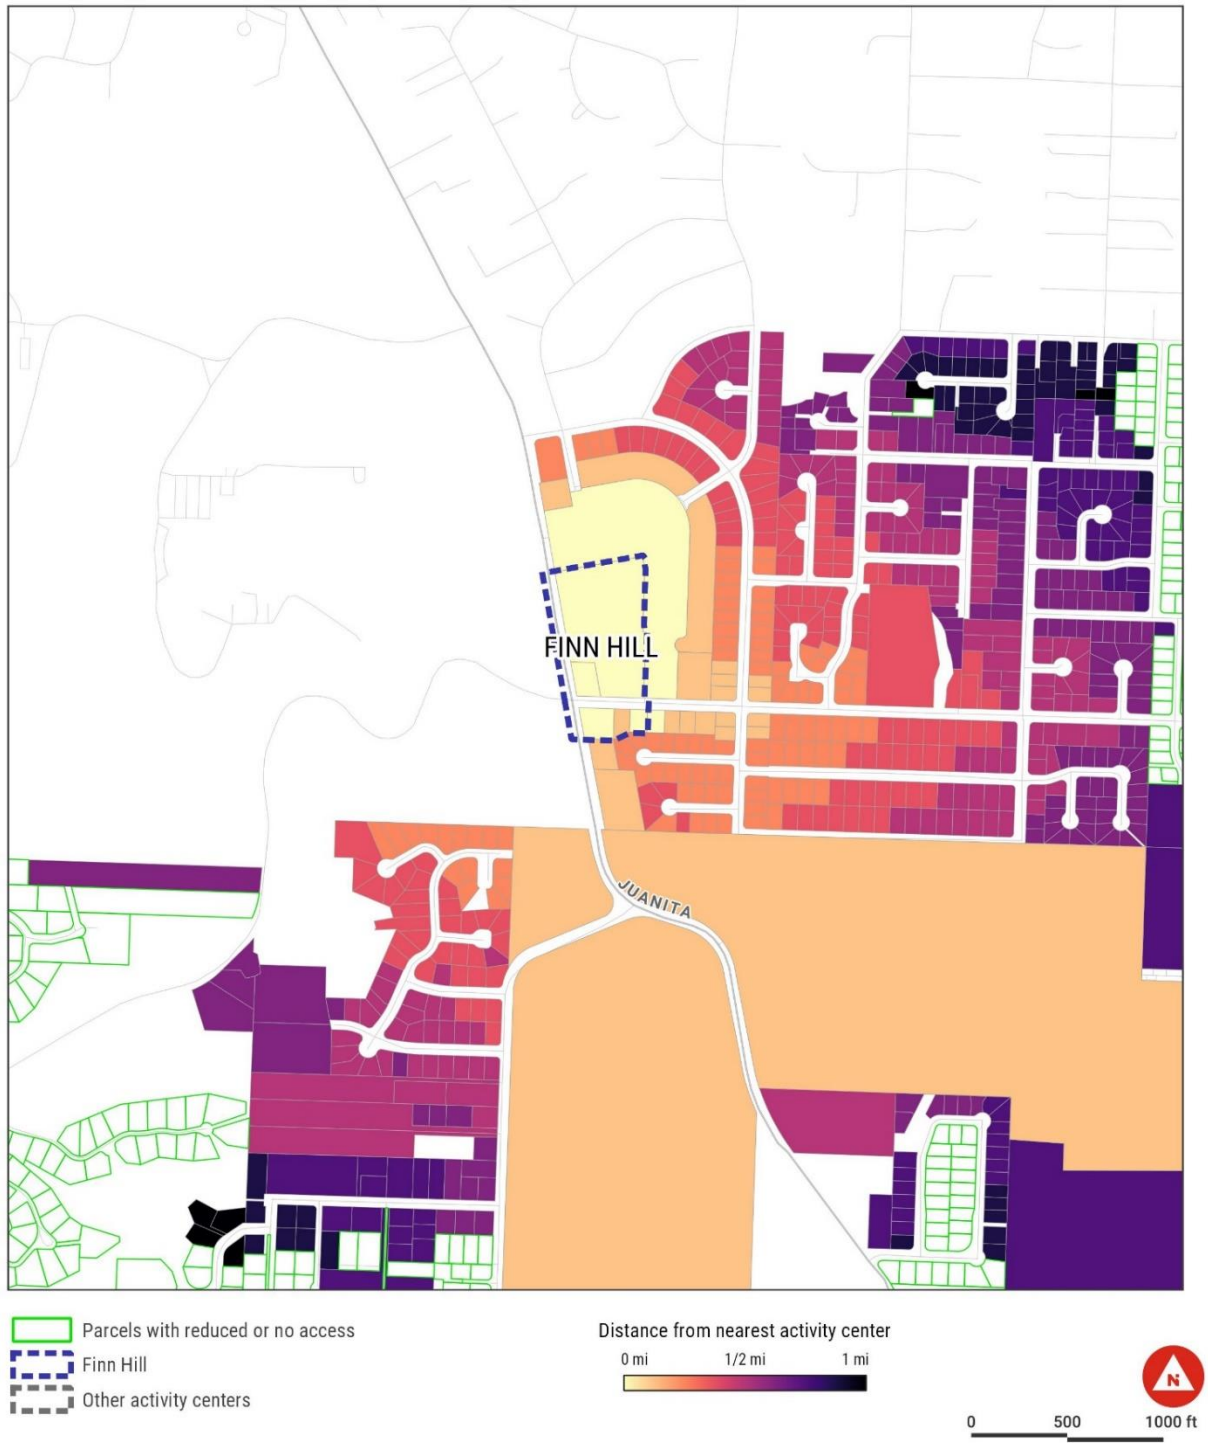 FINN HILL
JUANITA
Parcels with reduced or no access
Finn Hill
Other activity centers
Distance from nearest activity center
0 mi 1/2 mi 1 mi
N
0 500 1000 ft